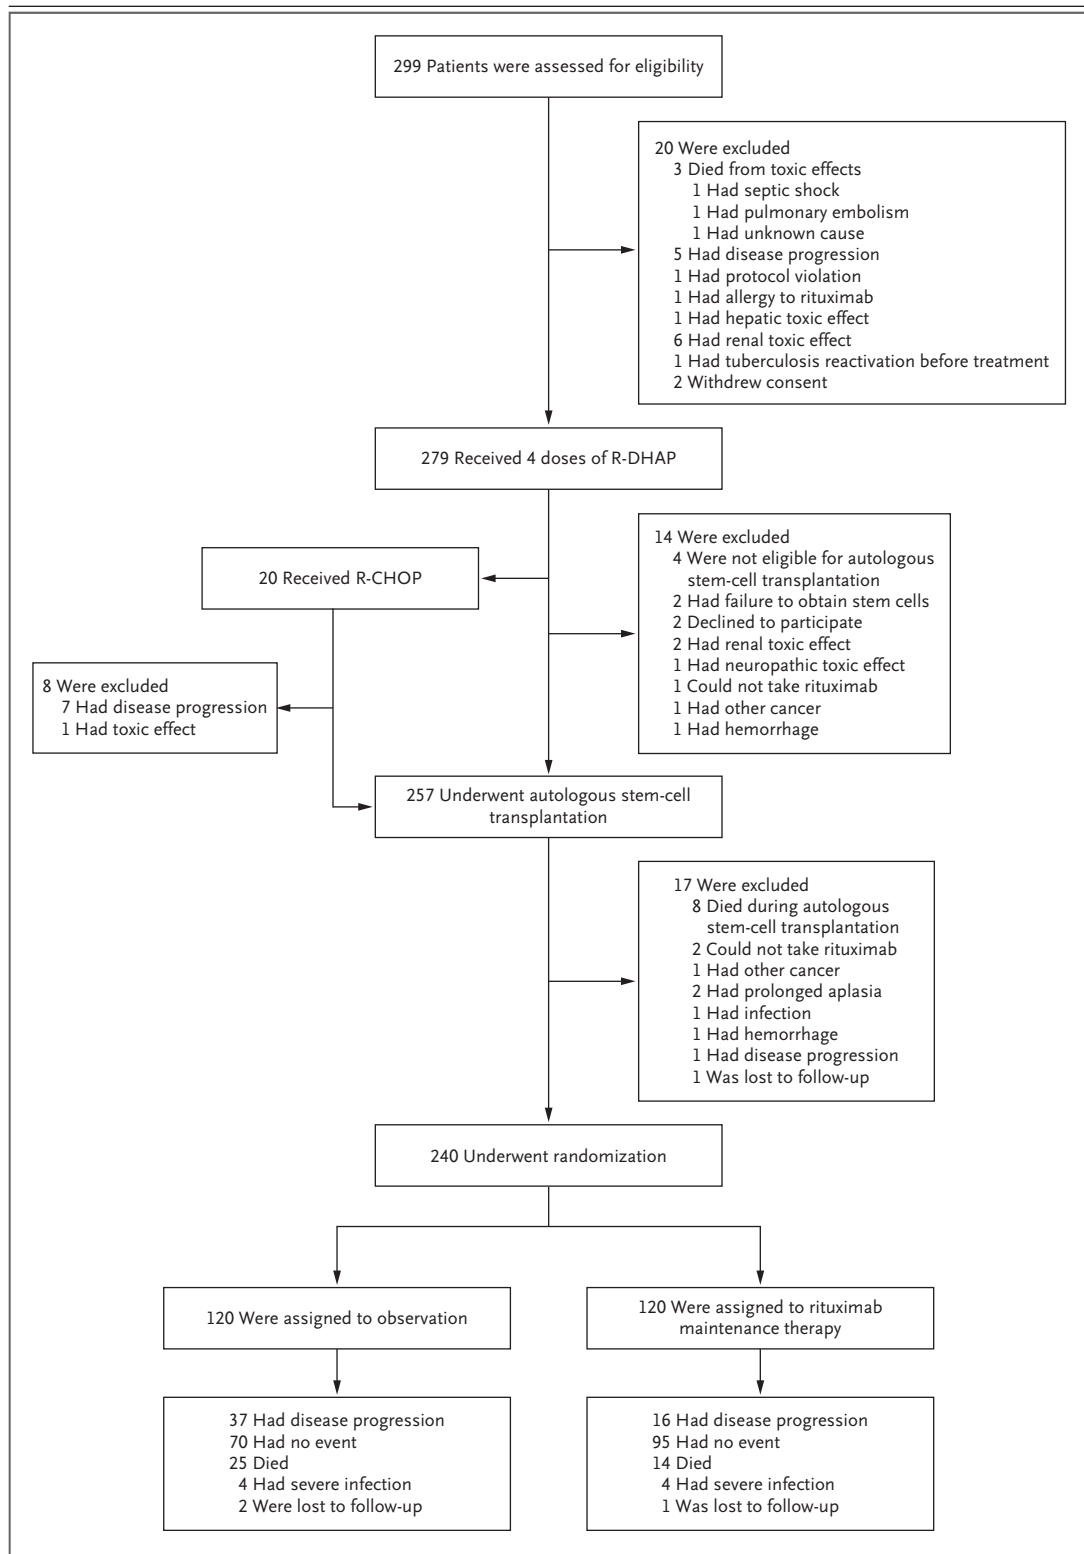 299 Patients were assessed for eligibility
20 Were excluded
3 Died from toxic effects
1 Had septic shock
1 Had pulmonary embolism
1 Had unknown cause
5 Had disease progression
1 Had protocol violation
1 Had allergy to rituximab
1 Had hepatic toxic effect
6 Had renal toxic effect
1 Had tuberculosis reactivation before treatment
2 Withdrew consent
279 Received 4 doses of R-DHAP
14 Were excluded
4 Were not eligible for autologous
stem-cell transplantation
2 Had failure to obtain stem cells
2 Declined to participate
2 Had renal toxic effect
1 Had neuropathic toxic effect
1 Could not take rituximab
1 Had other cancer
1 Had hemorrhage
20 Received R-CHOP
8 Were excluded
7 Had disease progression
1 Had toxic effect
257 Underwent autologous stem-cell
transplantation
17 Were excluded
8 Died during autologous
stem-cell transplantation
2 Could not take rituximab
1 Had other cancer
2 Had prolonged aplasia
1 Had infection
1 Had hemorrhage
1 Had disease progression
1 Was lost to follow-up
240 Underwent randomization
120 Were assigned to observation
120 Were assigned to rituximab
maintenance therapy
37 Had disease progression
70 Had no event
25 Died
4 Had severe infection
2 Were lost to follow-up
16 Had disease progression
95 Had no event
14 Died
4 Had severe infection
1 Was lost to follow-up